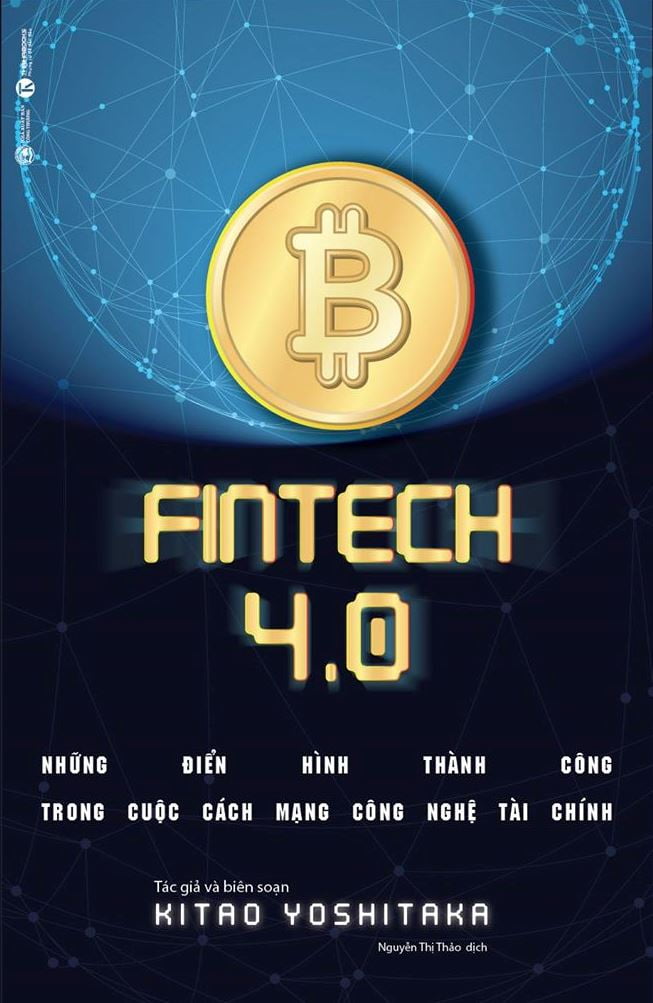 FINTECH
4.0
NHỮNG ĐIỂN HÌNH THÀNH CÔNG
TRONG CUỘC CÁCH MẠNG CÔNG NGHỆ TÀI CHÍNH
Tác giả và biên soạn
KITAO YOSHITAKA
Nguyễn Thị Thảo dịch